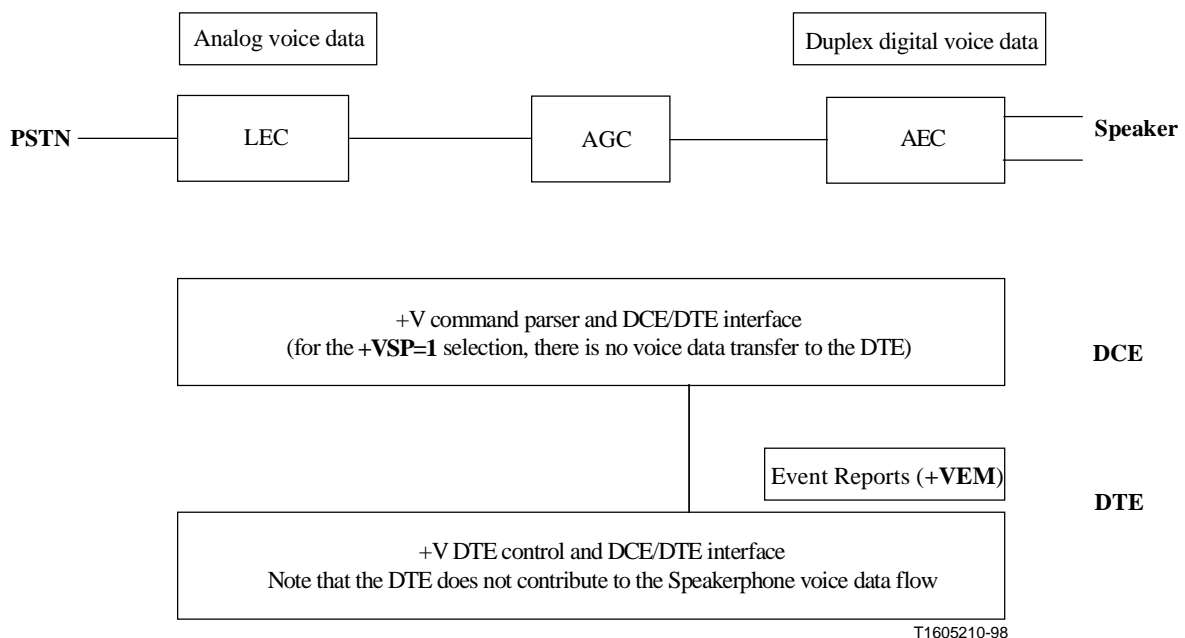 Analog voice data
Duplex digital voice data
PSTN
LEC
AGC
AEC
Speaker
+V command parser and DCE/DTE interface
(for the +VSP=1 selection, there is no voice data transfer to the DTE)
DCE
Event Reports (+VEM)
DTE
+V DTE control and DCE/DTE interface
Note that the DTE does not contribute to the Speakerphone voice data flow
T1605210-98